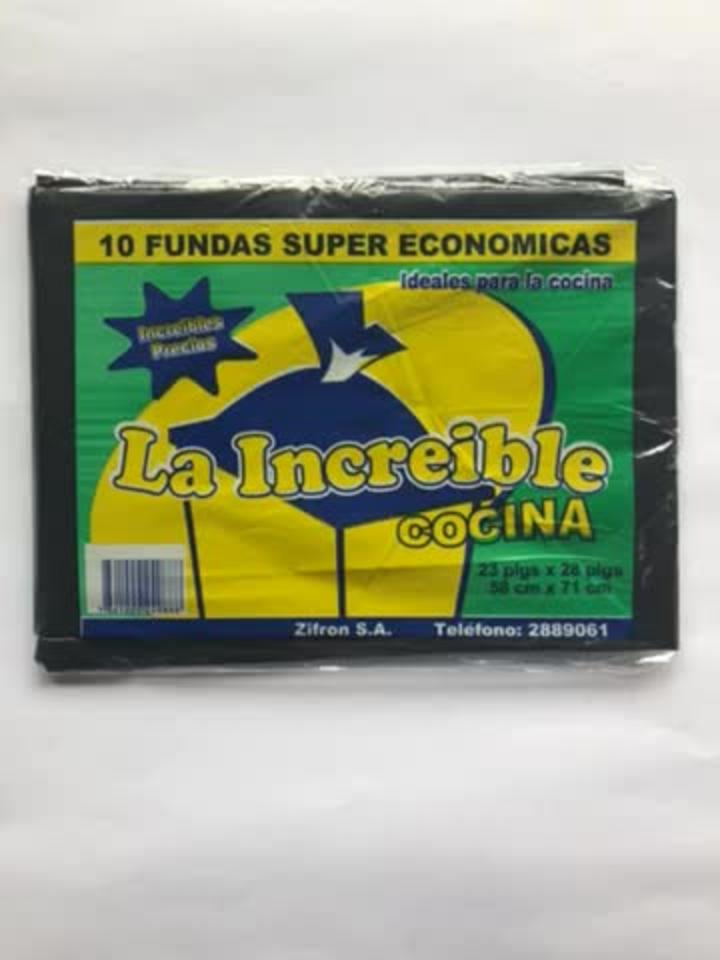 10 FUNDAS SUPER ECONOMICAS
Ideales para la cocina
Increibles
Precios
La Increible
COCINA
23 plgs x 28 plgs
58 cm x 71 cm
Zifron S.A. Teléfono: 2889061